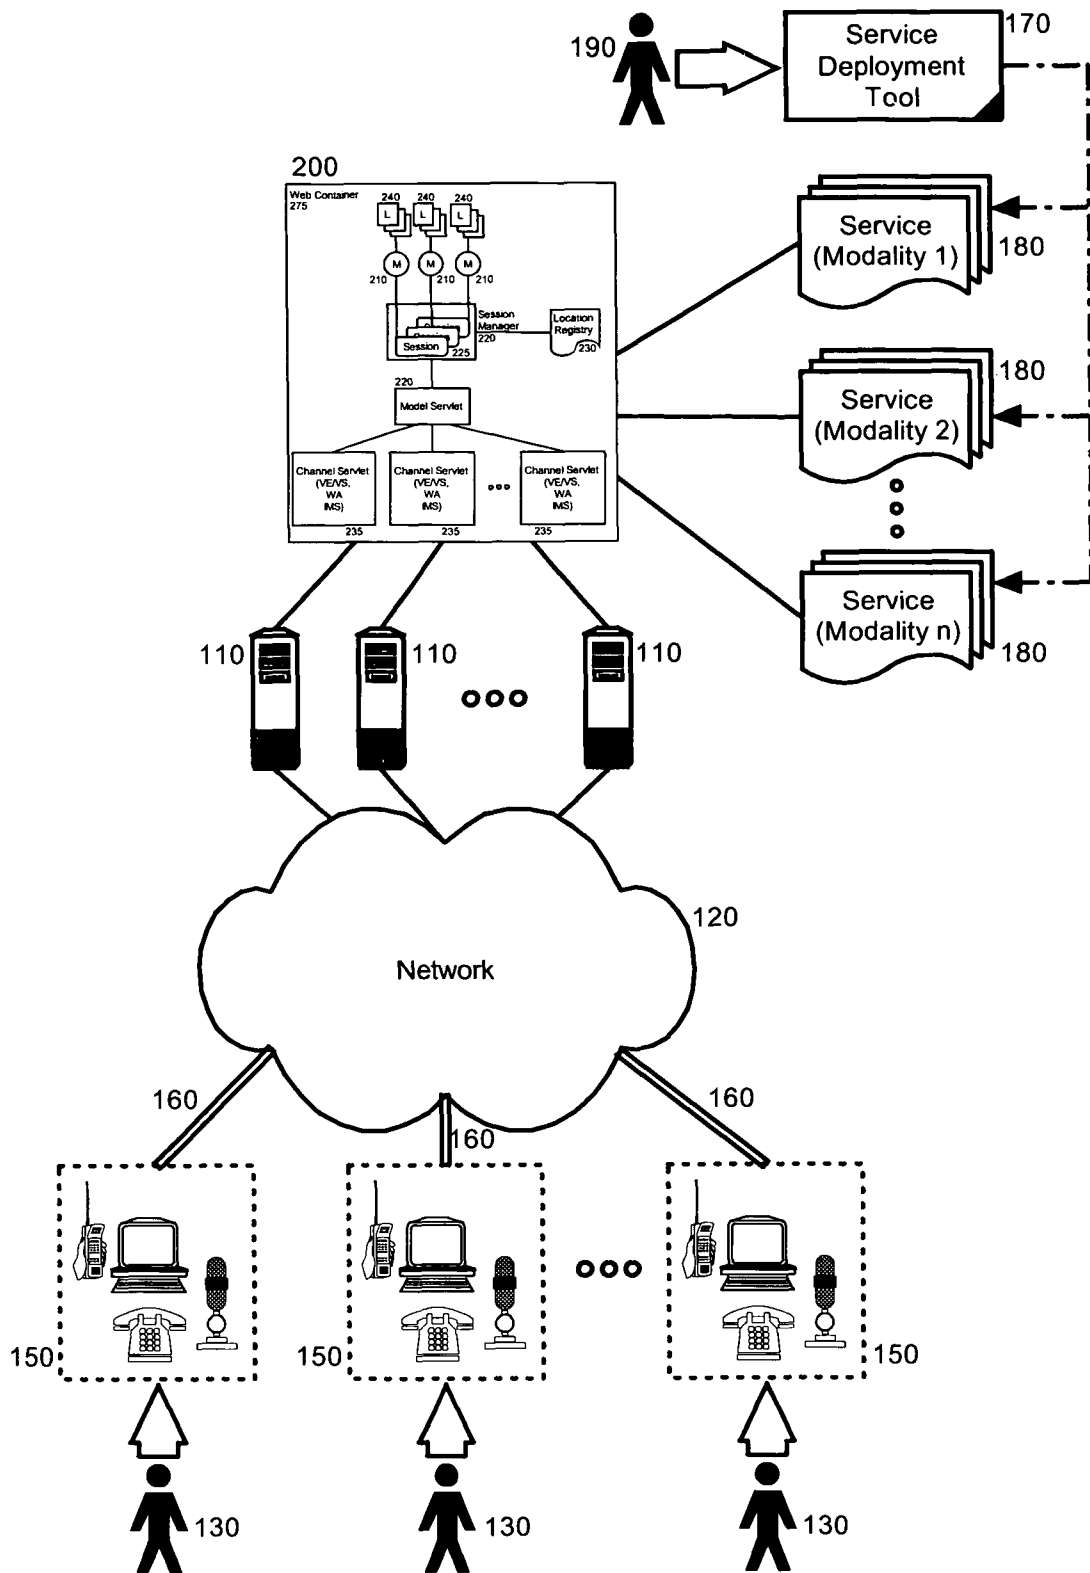 190
Service
Deployment
Tool
170
200
Web Container
275
240
240
240
L
L
L
M
M
M
210
210
210
Session
Manager
220
Session
225
Location
Registry
230
220
Model Servlet
Channel Servlet
(VE/VS,
WA
IMS)
235
Channel Servlet
(VE/VS,
WA
IMS)
235
Channel Servlet
(VE/VS,
WA
IMS)
235
Service
(Modality 1)
180
Service
(Modality 2)
180
Service
(Modality n)
180
110
110
110
120
Network
160
160
160
150
150
150
130
130
130